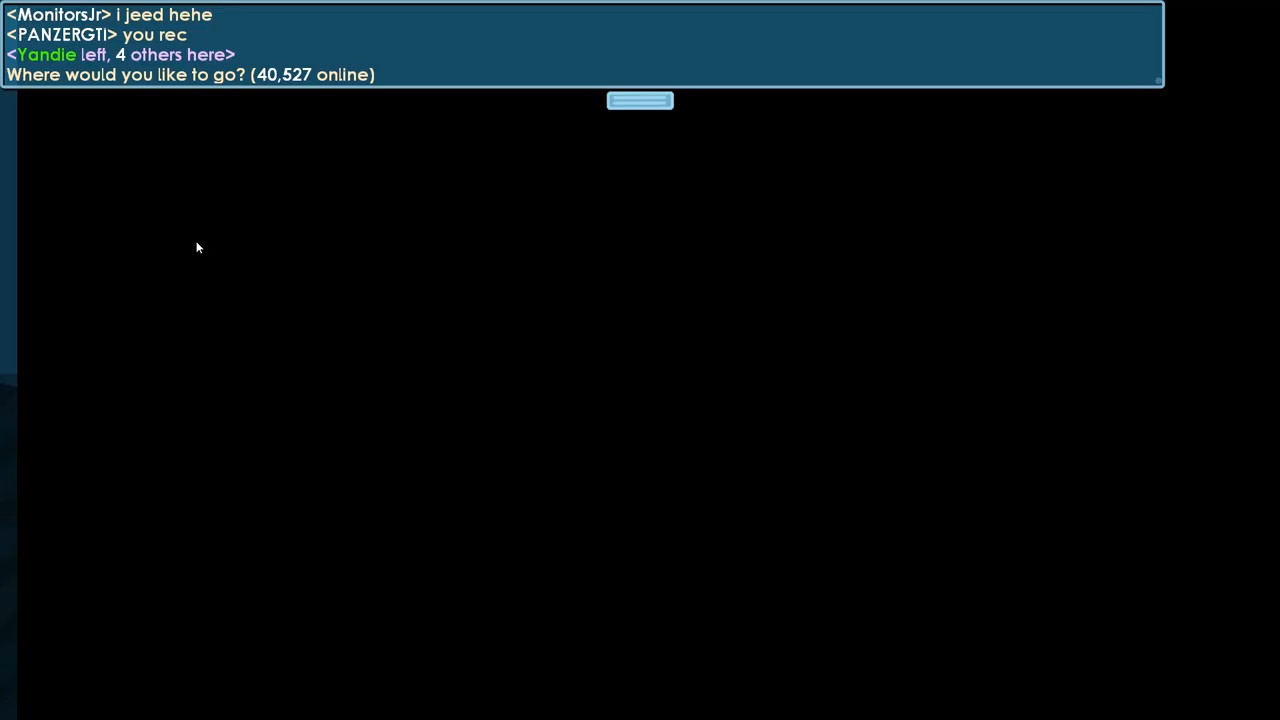 <MonitorsJr> i jeed hehe
<PANZERGTI> you rec
<Yandie left, 4 others here>
Where would you like to go? (40,527 online)